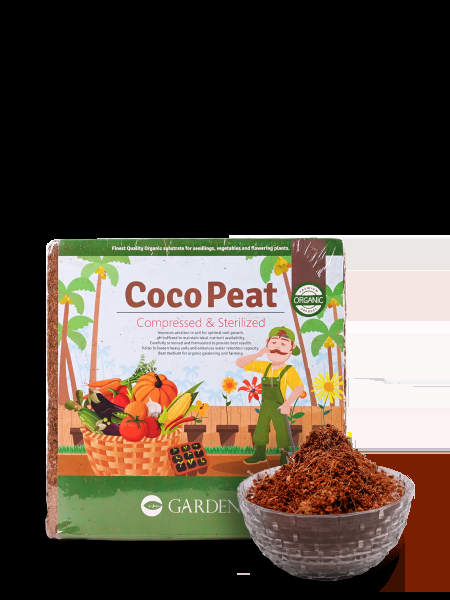 Finest Quality Organic substrate for seedlings, vegetables and flowering plants.
Coco Peat
PREMIUM
ORGANIC
Compressed & Sterilized
Improves aeration in soil for optimal root growth.
pH buffered to maintain ideal nutrient availability.
Carefully screened and formulated to provide best results.
Helps to loosen heavy soils and enhances water retention capacity.
Best medium for organic gardening and farming.
GARDEN